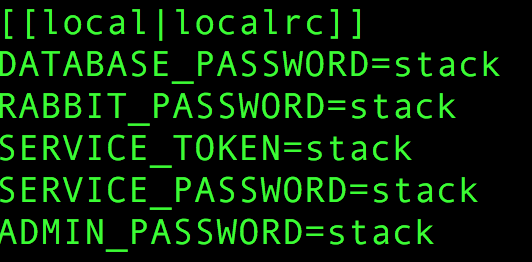 [[local|localrc]]
DATABASE_PASSWORD=stack
RABBIT_PASSWORD=stack
SERVICE_TOKEN=stack
SERVICE_PASSWORD=stack
ADMIN_PASSWORD=stack